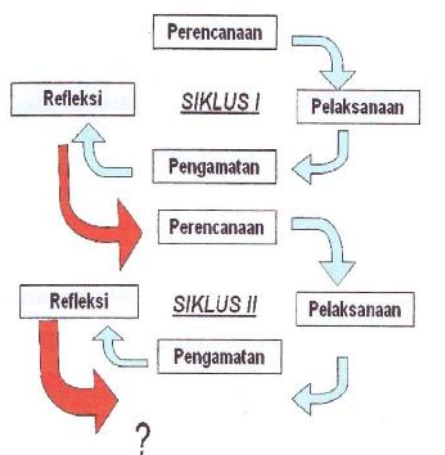 Perencanaan
Refleksi
SIKLUS I
Pelaksanaan
Pengamatan
Perencanaan
Refleksi
SIKLUS II
Pelaksanaan
Pengamatan
?